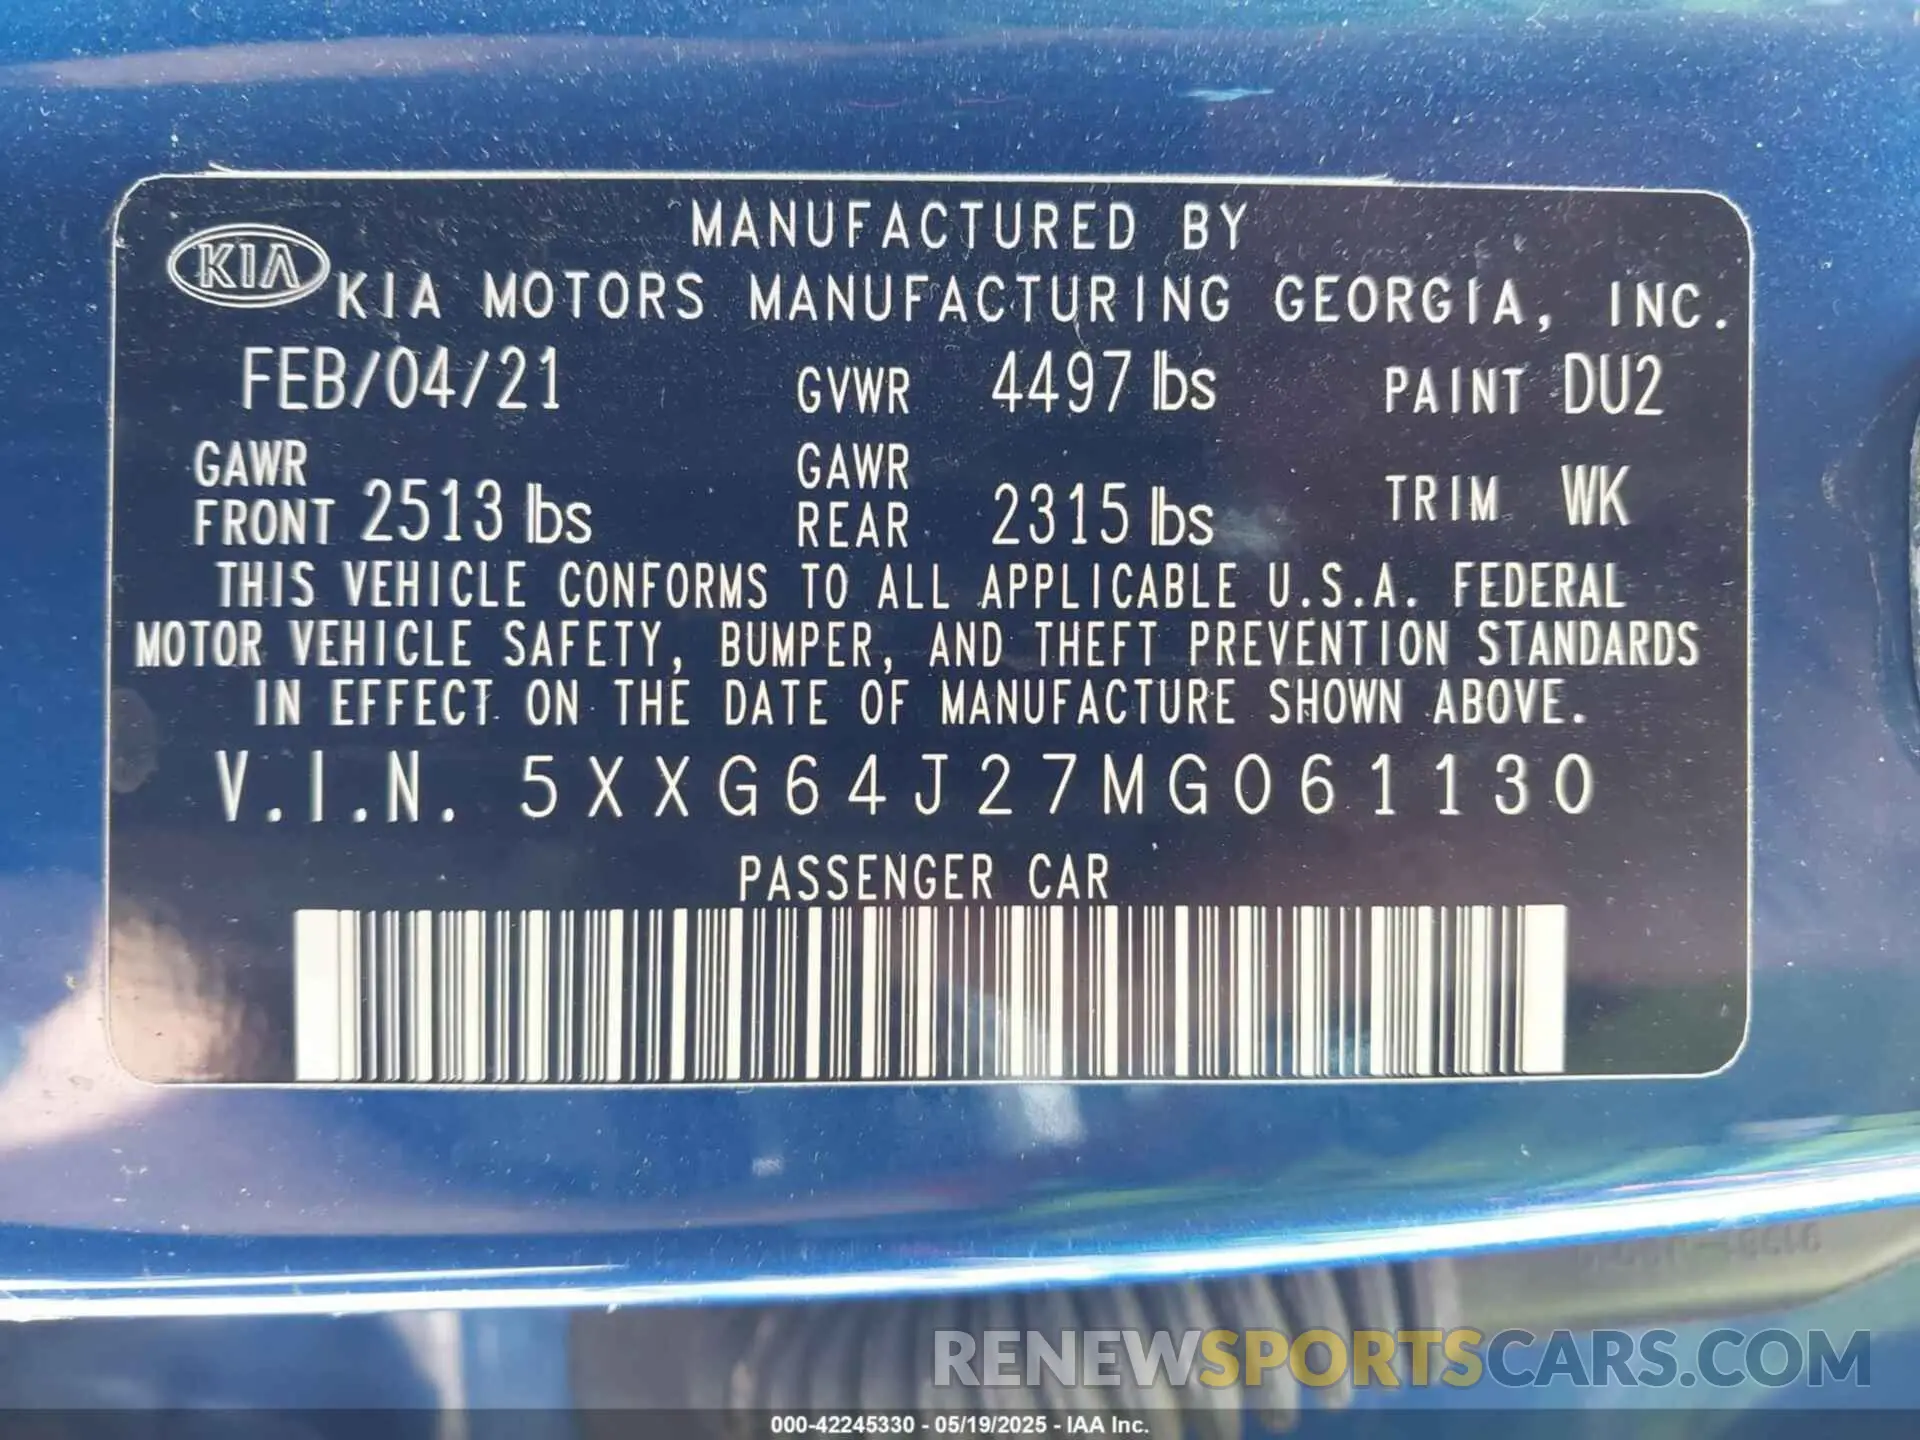 MANUFACTURED BY
KIA KIA MOTORS MANUFACTURING GEORGIA, INC.
FEB/04/21 GVWR 4497 lbs PAINT DU2
GAWR FRONT 2513 lbs GAWR REAR 2315 lbs TRIM WK
THIS VEHICLE CONFORMS TO ALL APPLICABLE U.S.A. FEDERAL
MOTOR VEHICLE SAFETY, BUMPER, AND THEFT PREVENTION STANDARDS
IN EFFECT ON THE DATE OF MANUFACTURE SHOWN ABOVE.
V.I.N. 5XXG64J27MG061130
PASSENGER CAR
RENEWSPORTSCARS.COM
000-42245330 - 05/19/2025 - IAA Inc.